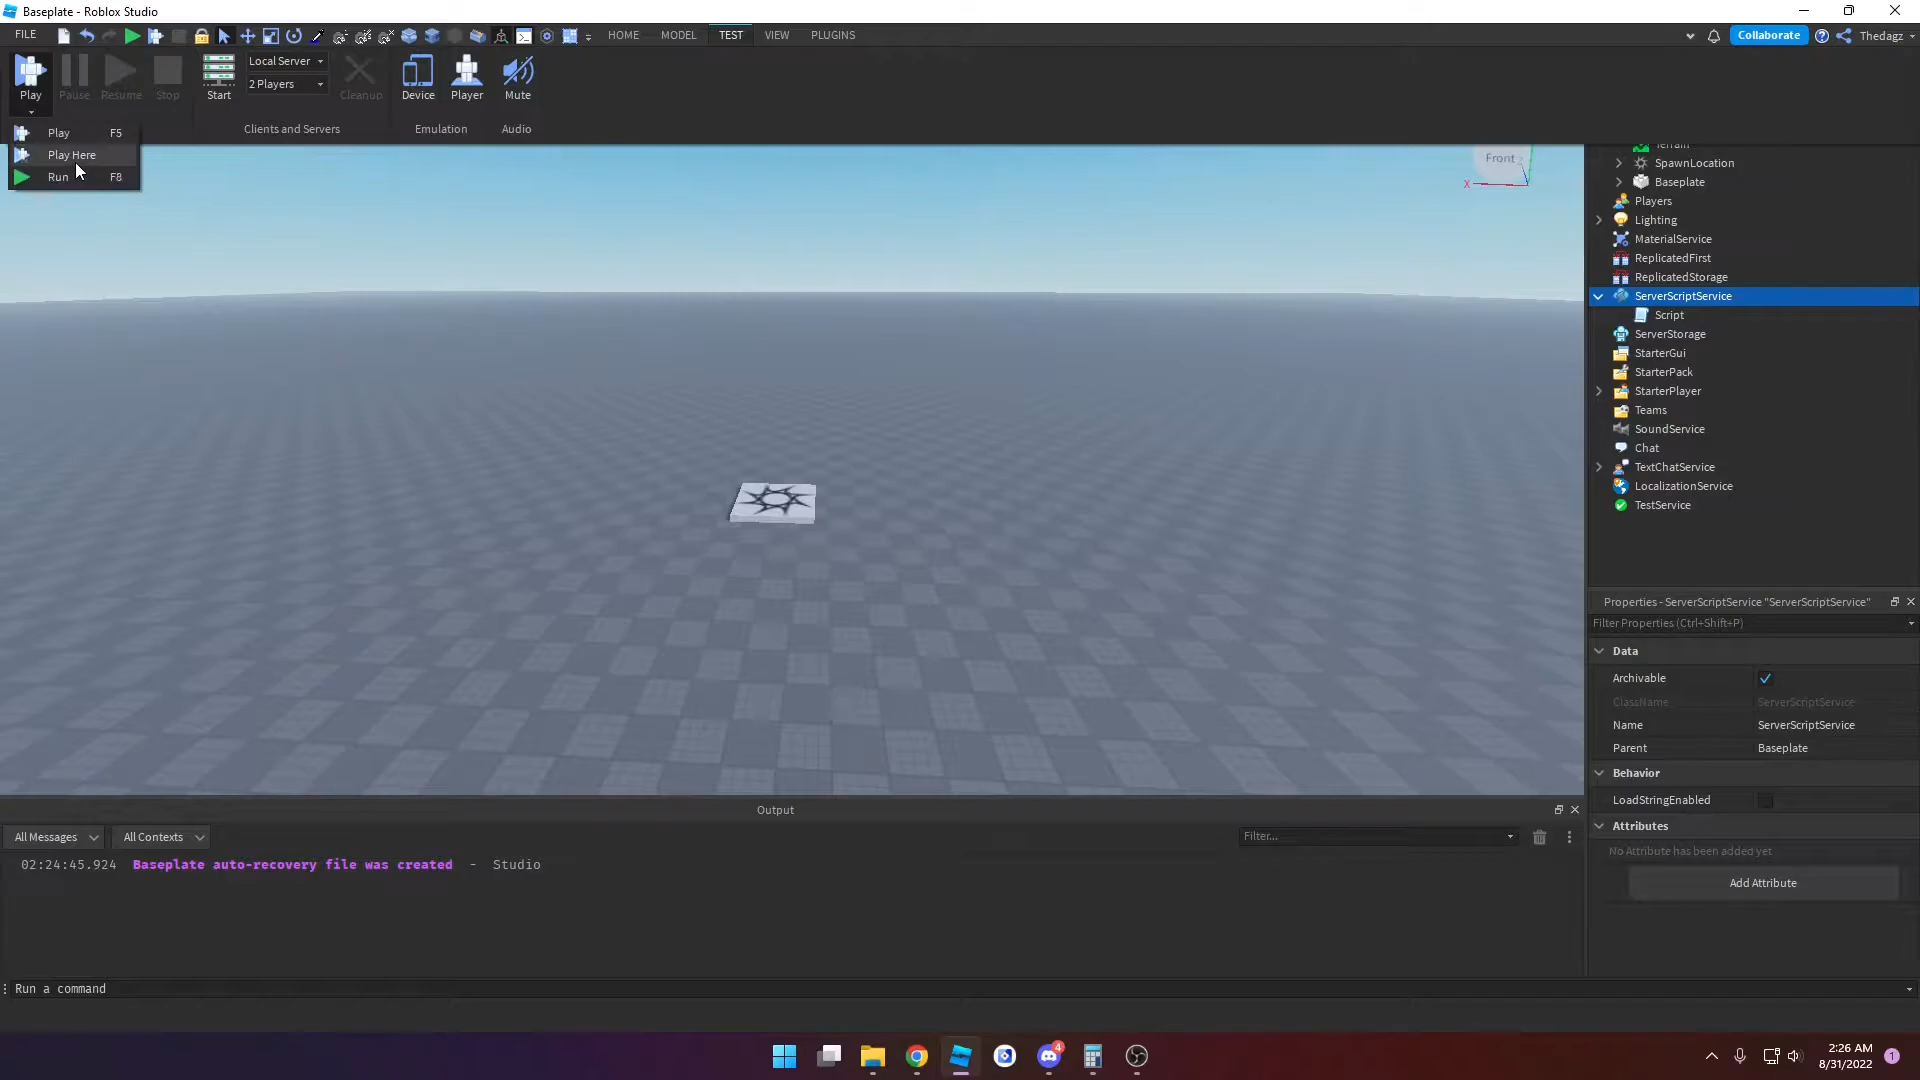 Baseplate - Roblox Studio
FILE
HOME
MODEL
TEST
VIEW
PLUGINS
Collaborate
Thedagz
Play
Pause
Resume
Stop
Start
Local Server
2 Players
Cleanup
Device
Player
Mute
Clients and Servers
Emulation
Audio
Play F5
Play Here
Run F8
Front
X
Z
Terrain
SpawnLocation
Baseplate
Players
Lighting
MaterialService
ReplicatedFirst
ReplicatedStorage
ServerScriptService
Script
ServerStorage
StarterGui
StarterPack
StarterPlayer
Teams
SoundService
Chat
TextChatService
LocalizationService
TestService
Properties - ServerScriptService "ServerScriptService"
Filter Properties (Ctrl+Shift+P)
Data
Archivable
ClassName ServerScriptService
Name ServerScriptService
Parent Baseplate
Behavior
LoadStringEnabled
Attributes
No Attribute has been added yet
Add Attribute
Output
All Messages
All Contexts
Filter...
02:24:45.924 Baseplate auto-recovery file was created - Studio
Run a command
4
2:26 AM
8/31/2022
1